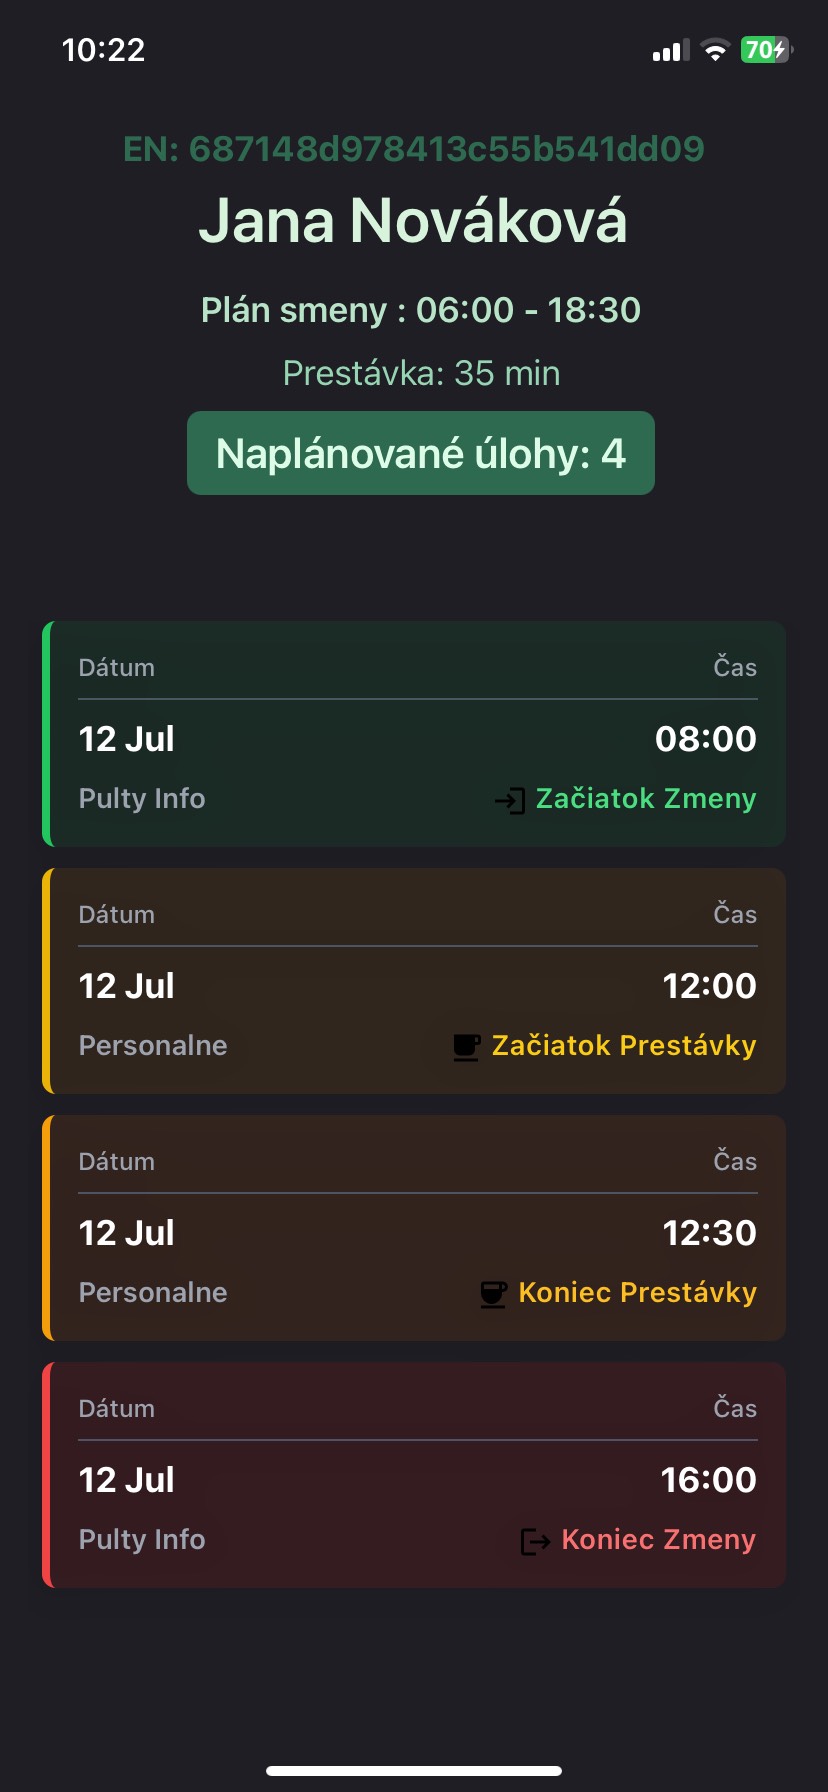 10:22
70
EN: 687148d978413c55b541dd09
Jana Nováková
Plán smeny : 06:00 - 18:30
Prestávka: 35 min
Naplánované úlohy: 4
Dátum Čas
12 Jul 08:00
Pulty Info Začiatok Zmeny
Dátum Čas
12 Jul 12:00
Personalne Začiatok Prestávky
Dátum Čas
12 Jul 12:30
Personalne Koniec Prestávky
Dátum Čas
12 Jul 16:00
Pulty Info Koniec Zmeny